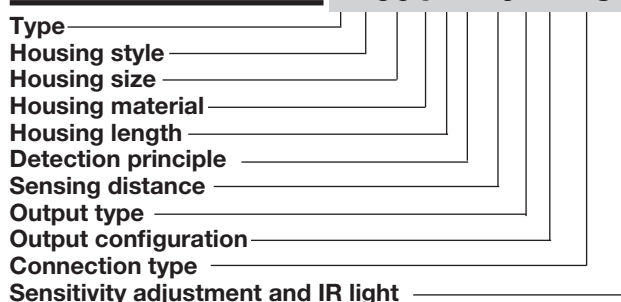 Type
Housing style
Housing size
Housing material
Housing length
Detection principle
Sensing distance
Output type
Output configuration
Connection type
Sensitivity adjustment and IR light